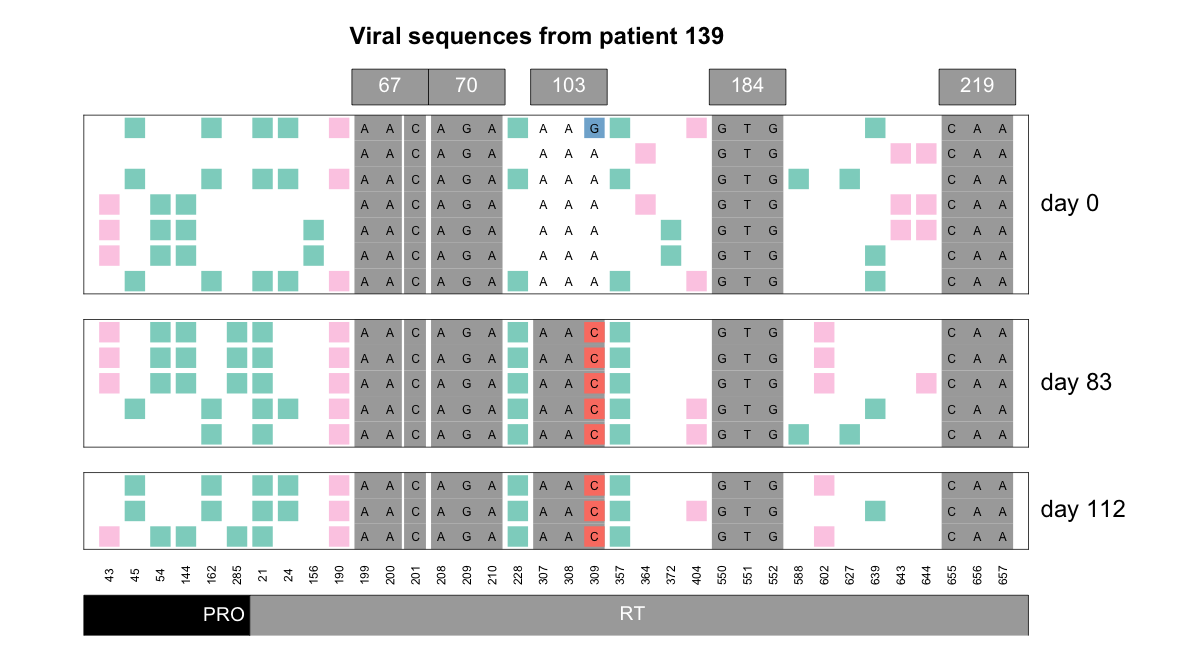 Viral sequences from patient 139
67 70 103 184 219
A A C A G A A A G G T G C A A
A A C A G A A A A G T G C A A
A A C A G A A A A G T G C A A
A A C A G A A A A G T G C A A
A A C A G A A A A G T G C A A
A A C A G A A A A G T G C A A
A A C A G A A A A G T G C A A
day 0
A A C A G A A A C G T G C A A
A A C A G A A A C G T G C A A
A A C A G A A A C G T G C A A
A A C A G A A A C G T G C A A
A A C A G A A A C G T G C A A
day 83
A A C A G A A A C G T G C A A
A A C A G A A A C G T G C A A
A A C A G A A A C G T G C A A
day 112
43 45 54 144 162 285 21 24 156 190 199 200 201 208 209 210 228 307 308 309 357 364 372 404 550 551 552 588 602 627 639 643 644 655 656 657
PRO RT